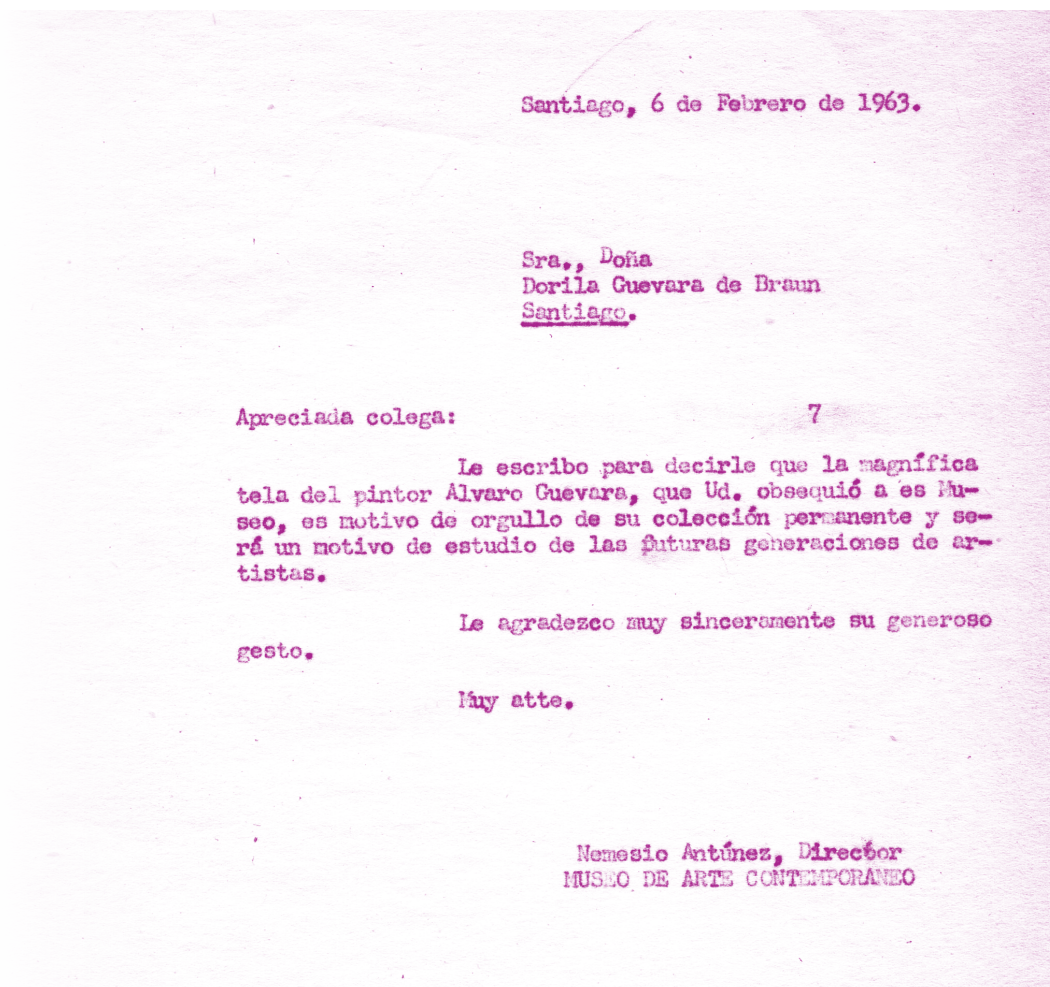 Santiago, 6 de Febrero de 1963.
Sra., Doña
Dorila Guevara de Braun
Santiago.
Apreciada colega: 7
Le escribo para decirle que la magnífica
tela del pintor Alvaro Guevara, que Ud. obsequió a es Mu-
seo, es motivo de orgullo de su colección permanente y se-
rá un motivo de estudio de las futuras generaciones de ar-
tistas.
Le agradezco muy sinceramente su generoso
gesto.
Muy atte.
Nemesio Antúnez, Director
MUSEO DE ARTE CONTEMPORÁNEO